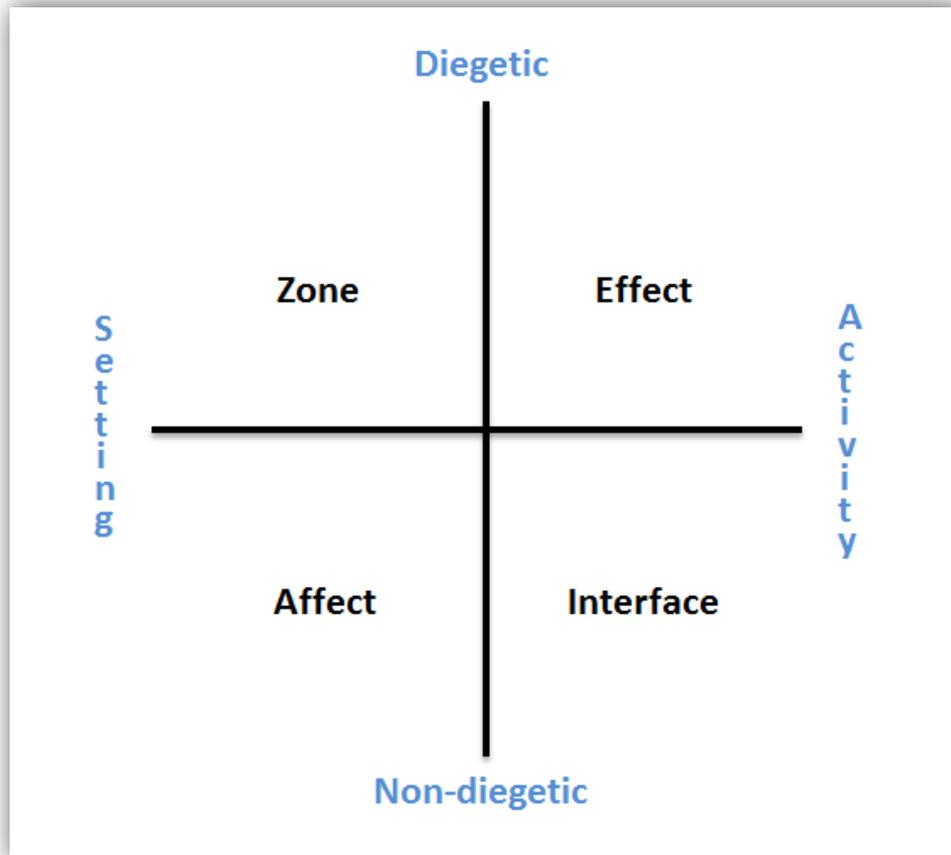 Diegetic
Zone
Effect
Setting
Activity
Affect
Interface
Non-diegetic